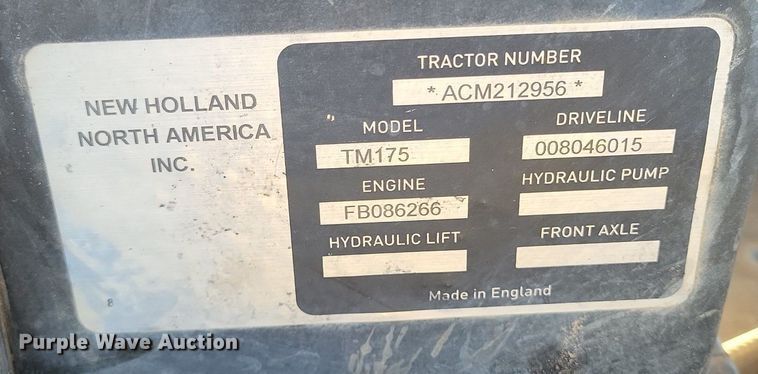 NEW HOLLAND
NORTH AMERICA
INC.
8
TRACTOR NUMBER
* ACM212956 *
MODEL
DRIVELINE
TM175
008046015
ENGINE
HYDRAULIC PUMP
FB086266
HYDRAULIC LIFT
FRONT AXLE
Made in England
Purple Wave Auction